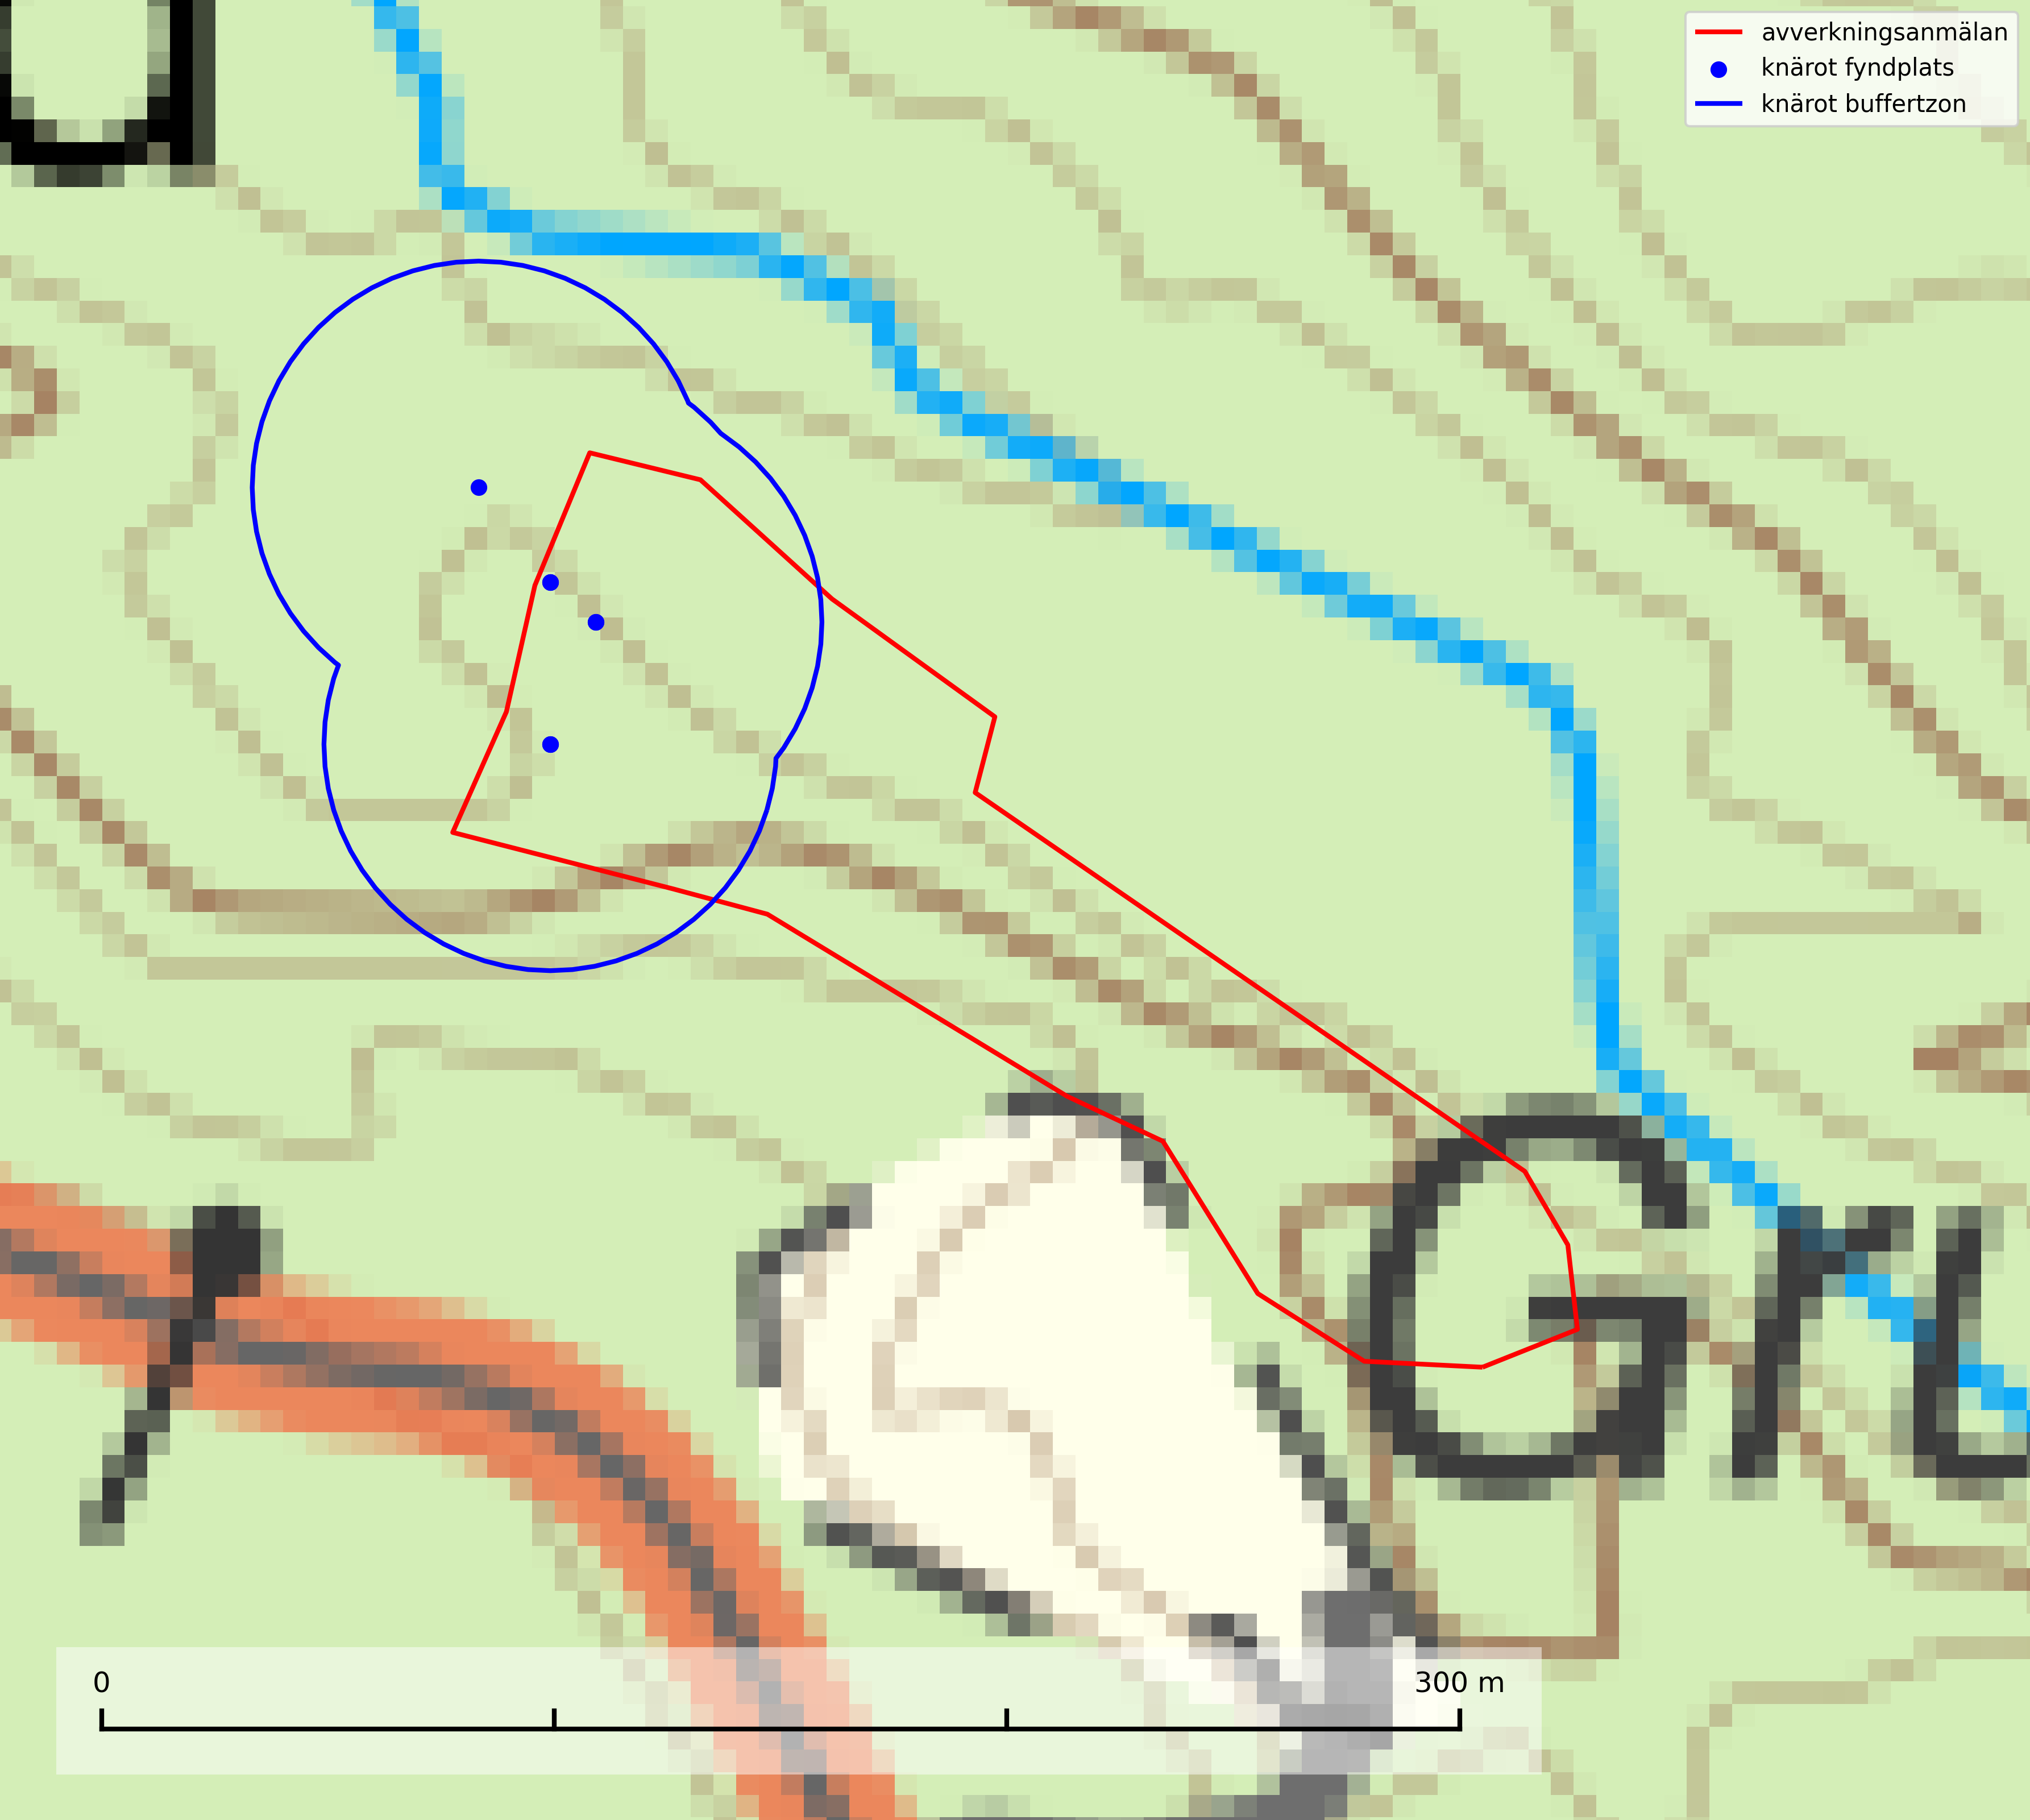 avverkningsanmälan
knärot fyndplats
knärot buffertzon
0 300 m